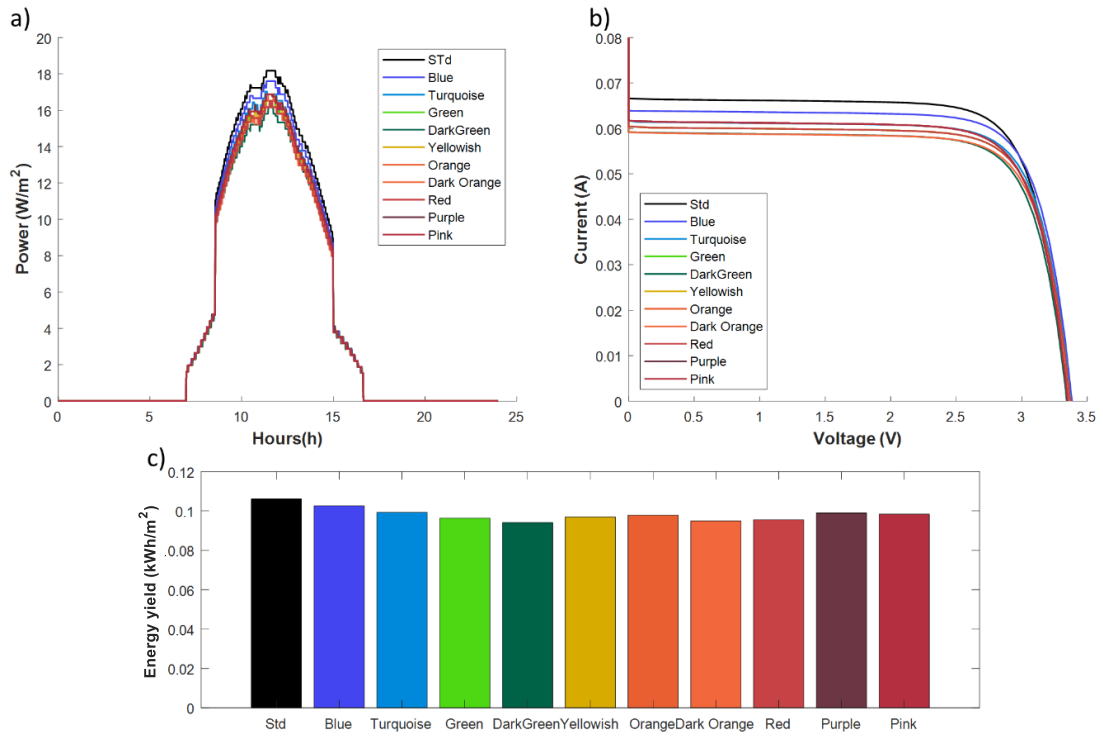 a)
20
18
16
14
12
10
8
6
4
2
0
Power (W/m²)
0 5 10 15 20 25
Hours(h)
STd
Blue
Turquoise
Green
DarkGreen
Yellowish
Orange
Dark Orange
Red
Purple
Pink
b)
0.08
0.07
0.06
0.05
0.04
0.03
0.02
0.01
0
Current (A)
0 0.5 1 1.5 2 2.5 3 3.5
Voltage (V)
Std
Blue
Turquoise
Green
DarkGreen
Yellowish
Orange
Dark Orange
Red
Purple
Pink
c)
0.12
0.1
0.08
0.06
0.04
0.02
0
Energy yield (kWh/m²)
Std Blue Turquoise Green DarkGreen Yellowish Orange Dark Orange Red Purple Pink